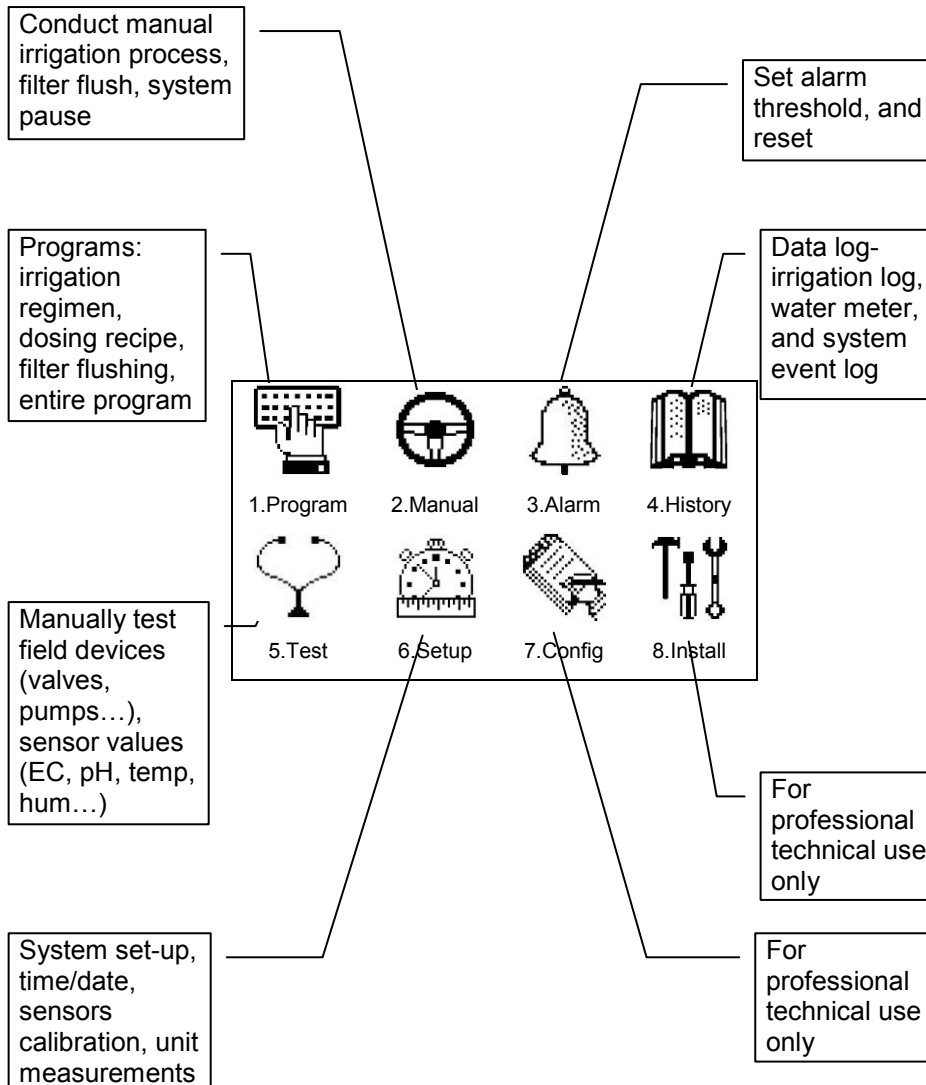 Conduct manual
irrigation process,
filter flush, system
pause
Set alarm
threshold, and
reset
Programs:
irrigation
regimen,
dosing recipe,
filter flushing,
entire program
Data log-
irrigation log,
water meter,
and system
event log
1.Program
2.Manual
3.Alarm
4.History
5.Test
6.Setup
7.Config
8.Install
Manually test
field devices
(valves,
pumps…),
sensor values
(EC, pH, temp,
hum…)
For
professional
technical use
only
System set-up,
time/date,
sensors
calibration, unit
measurements
For
professional
technical use
only